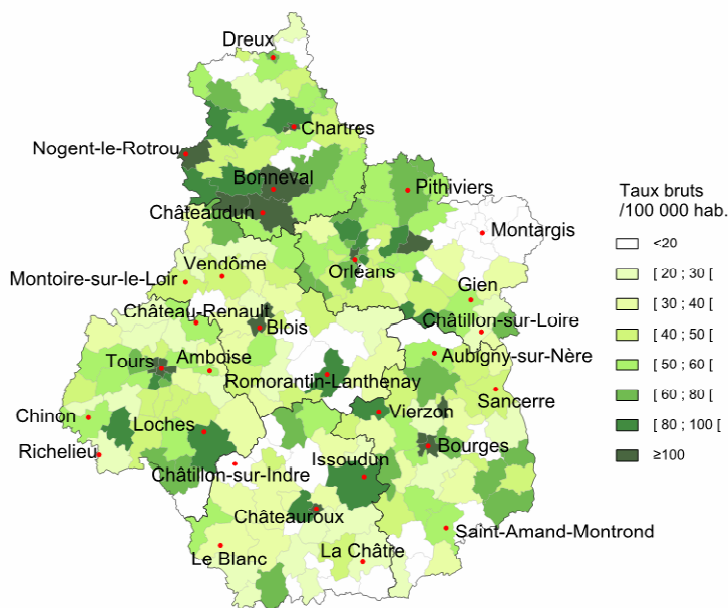 Dreux
Chartres
Nogent-le-Rotrou
Bonneval
Pithiviers
Châteaudun
Montargis
Vendôme
Orléans
Montoire-sur-le-Loir
Gien
Château-Renault
Châtillon-sur-Loire
Blois
Tours
Amboise
Aubigny-sur-Nère
Romorantin-Lanthenay
Sancerre
Chinon
Loches
Vierzon
Richelieu
Bourges
Issoudun
Châtillon-sur-Indre
Châteauroux
Saint-Amand-Montrond
Le Blanc
La Châtre
Taux bruts
/100 000 hab.
<20
[ 20 ; 30 [
[ 30 ; 40 [
[ 40 ; 50 [
[ 50 ; 60 [
[ 60 ; 80 [
[ 80 ; 100 [
≥100